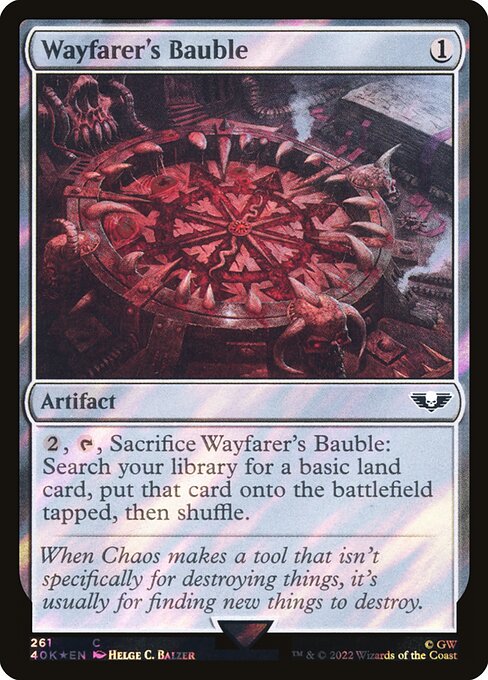 Wayfarer's Bauble 1
Artifact
2, T, Sacrifice Wayfarer's Bauble:
Search your library for a basic land
card, put that card onto the battlefield
tapped, then shuffle.
When Chaos makes a tool that isn't
specifically for destroying things, it's
usually for finding new things to destroy.
261 C © GW
40K★EN Helge C. Balzer ™ & © 2022 Wizards of the Coast